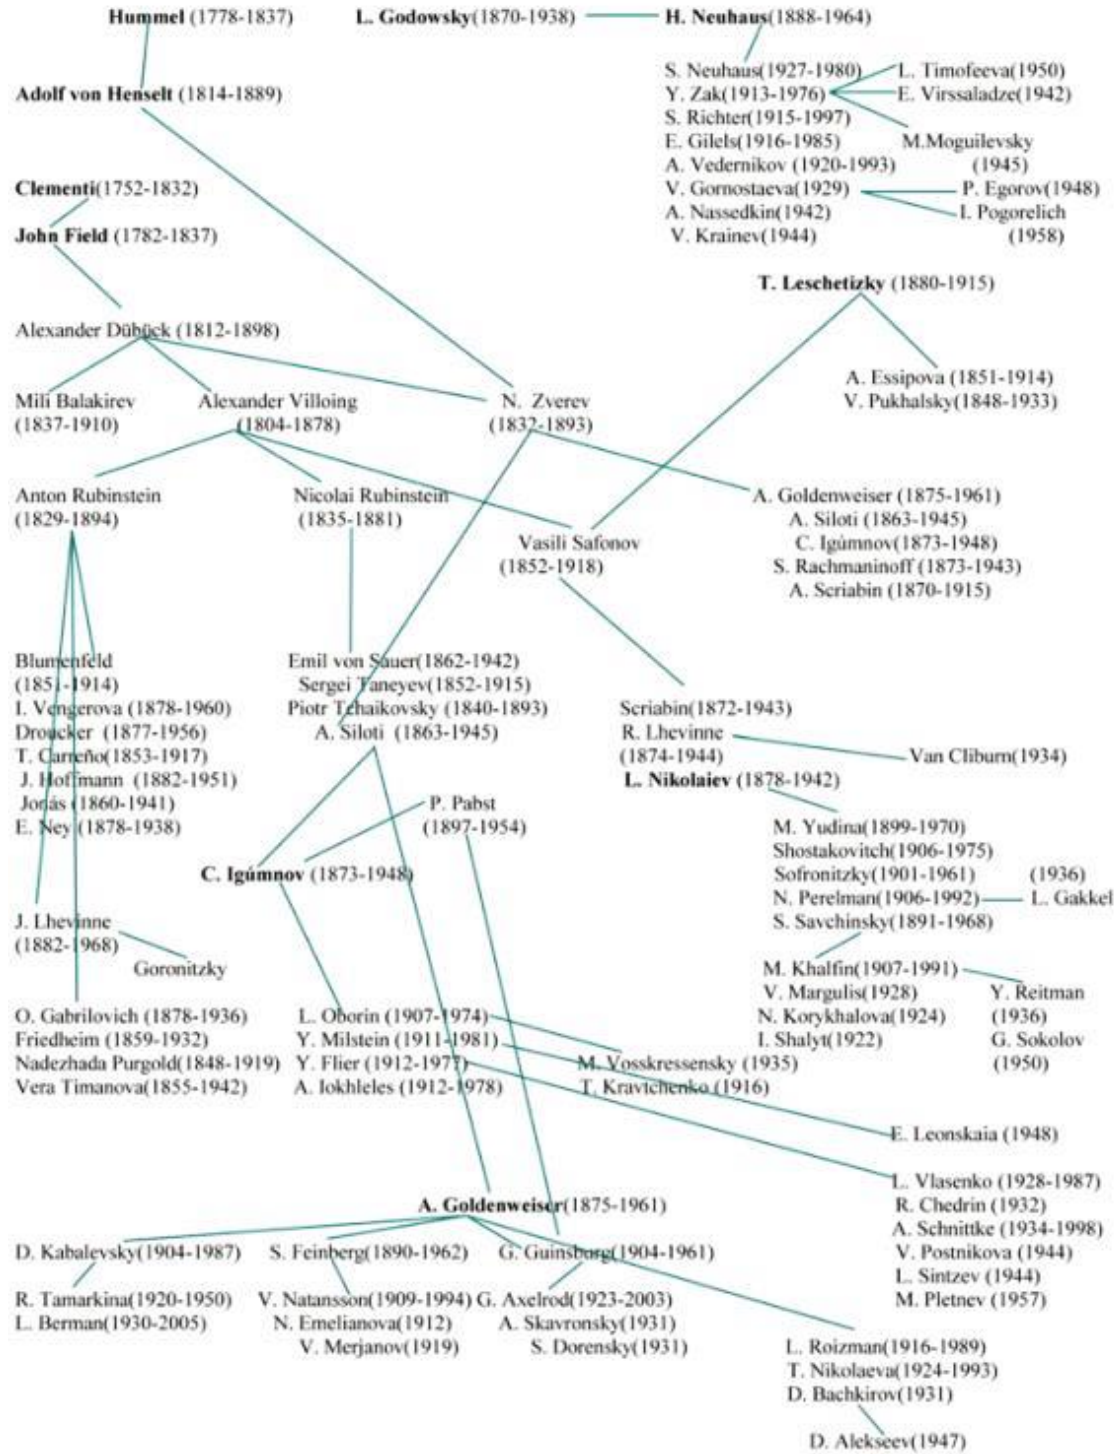 Hummel (1778-1837)
L. Godowsky(1870-1938)
H. Neuhaus(1888-1964)
S. Neuhaus(1927-1980)
L. Timofeeva(1950)
Y. Zak(1913-1976)
E. Virssaladze(1942)
Adolf von Henselt (1814-1889)
S. Richter(1915-1997)
E. Gilels(1916-1985)
M.Moguilevsky
(1945)
A. Vedernikov (1920-1993)
Clementi(1752-1832)
V. Gornostaeva(1929)
P. Egorov(1948)
A. Nassedkin(1942)
I. Pogorelich
(1958)
John Field (1782-1837)
V. Krainev(1944)
T. Leschetizky (1880-1915)
Alexander Dübück (1812-1898)
A. Essipova (1851-1914)
V. Pukhalsky(1848-1933)
Mili Balakirev
(1837-1910)
Alexander Villoing
(1804-1878)
N. Zverev
(1832-1893)
Anton Rubinstein
(1829-1894)
Nicolai Rubinstein
(1835-1881)
Vasili Safonov
(1852-1918)
A. Goldenweiser (1875-1961)
A. Siloti (1863-1945)
C. Igúmnov(1873-1948)
S. Rachmaninoff (1873-1943)
A. Scriabin (1870-1915)
Blumenfeld
(1851-1914)
I. Vengerova (1878-1960)
Droucker (1877-1956)
T. Carreño(1853-1917)
J. Hoffmann (1882-1951)
Jonás (1860-1941)
E. Ney (1878-1938)
Emil von Sauer(1862-1942)
Sergei Taneyev(1852-1915)
Piotr Tchaikovsky (1840-1893)
A. Siloti (1863-1945)
Scriabin(1872-1943)
R. Lhevinne
(1874-1944)
Van Cliburn(1934)
L. Nikolaiev (1878-1942)
P. Pabst
(1897-1954)
M. Yudina(1899-1970)
Shostakovitch(1906-1975)
Sofronitzky(1901-1961)
(1936)
N. Perelman(1906-1992)
L. Gakkel
S. Savchinsky(1891-1968)
C. Igúmnov (1873-1948)
J. Lhevinne
(1882-1968)
Goronitzky
M. Khalfin(1907-1991)
V. Margulis(1928)
N. Korykhalova(1924)
I. Shalyt(1922)
Y. Reitman
(1936)
G. Sokolov
(1950)
O. Gabrilovich (1878-1936)
Friedheim (1859-1932)
Nadezhada Purgold(1848-1919)
Vera Timanova(1855-1942)
L. Oborin (1907-1974)
Y. Milstein (1911-1981)
Y. Flier (1912-1977)
A. Iokhleles (1912-1978)
M. Vosskressensky (1935)
T. Kravtchenko (1916)
E. Leonskaia (1948)
L. Vlasenko (1928-1987)
R. Chedrin (1932)
A. Schnittke (1934-1998)
V. Postnikova (1944)
L. Sintzev (1944)
M. Pletnev (1957)
A. Goldenweiser(1875-1961)
D. Kabalevsky(1904-1987)
S. Feinberg(1890-1962)
G. Guinsburg(1904-1961)
R. Tamarkina(1920-1950)
L. Berman(1930-2005)
V. Natansson(1909-1994)
N. Emelianova(1912)
V. Merjanov(1919)
G. Axelrod(1923-2003)
A. Skavronsky(1931)
S. Dorensky(1931)
L. Roizman(1916-1989)
T. Nikolaeva(1924-1993)
D. Bachkirov(1931)
D. Alekseev(1947)